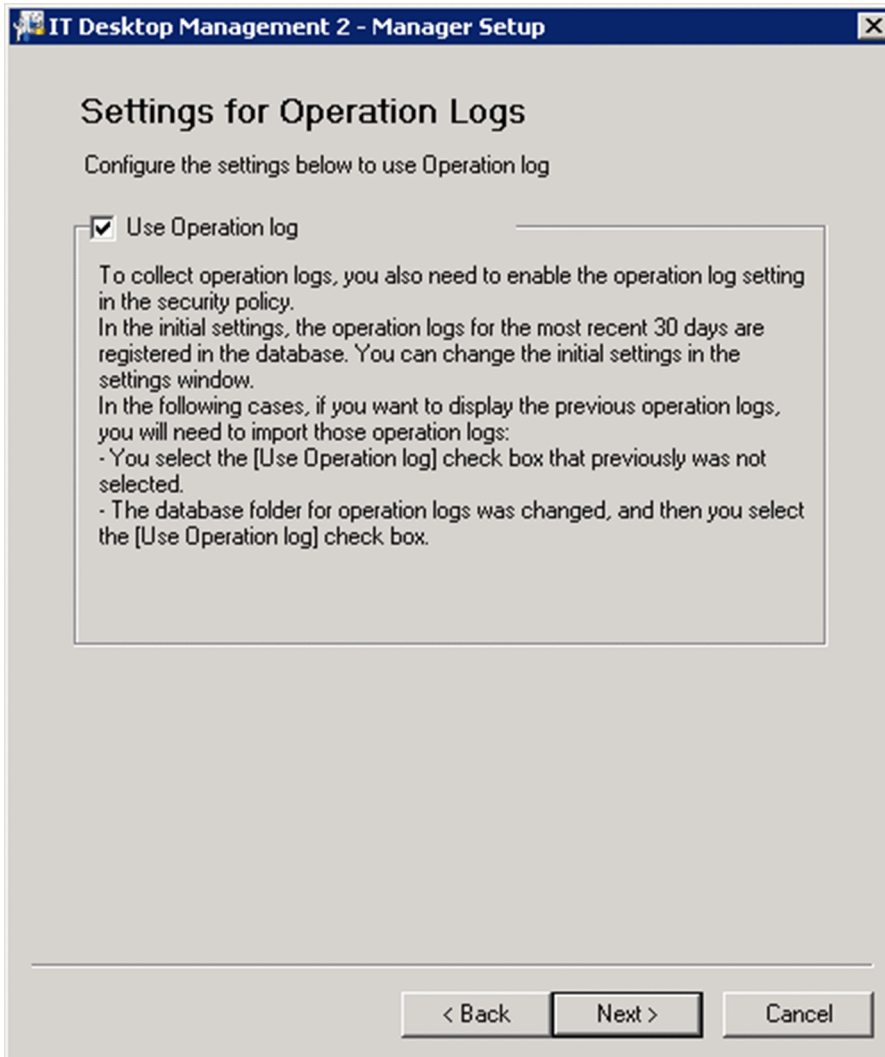 IT Desktop Management 2 - Manager Setup
Settings for Operation Logs
Configure the settings below to use Operation log
Use Operation log
To collect operation logs, you also need to enable the operation log setting
in the security policy.
In the initial settings, the operation logs for the most recent 30 days are
registered in the database. You can change the initial settings in the
settings window.
In the following cases, if you want to display the previous operation logs,
you will need to import those operation logs:
- You select the [Use Operation log] check box that previously was not
selected.
- The database folder for operation logs was changed, and then you select
the [Use Operation log] check box.
< Back Next > Cancel